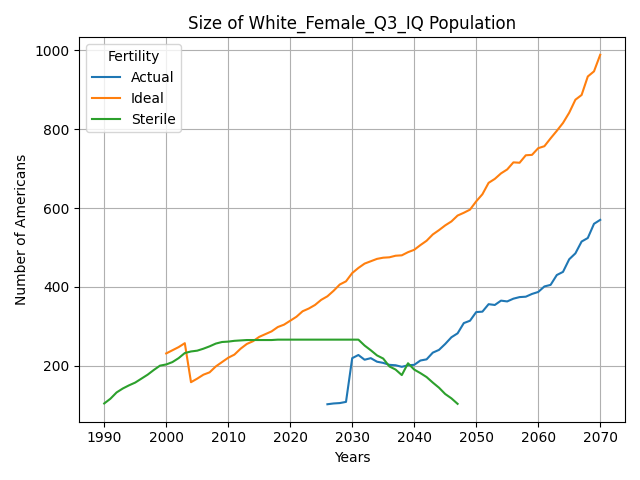 Size of White_Female_Q3_IQ Population
Number of Americans
1000
800
600
400
200
Fertility
Actual
Ideal
Sterile
1990 2000 2010 2020 2030 2040 2050 2060 2070
Years